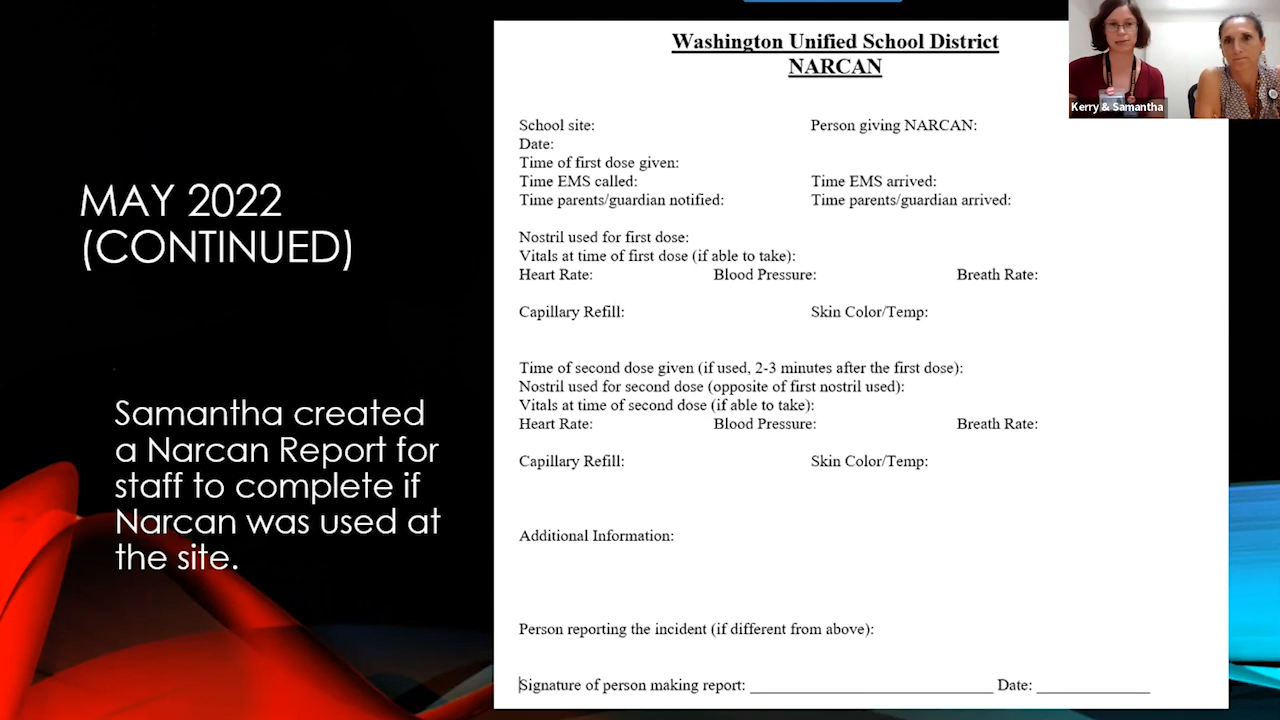 MAY 2022
(CONTINUED)
Samantha created
a Narcan Report for
staff to complete if
Narcan was used at
the site.
Washington Unified School District
NARCAN
School site: Person giving NARCAN:
Date:
Time of first dose given:
Time EMS called: Time EMS arrived:
Time parents/guardian notified: Time parents/guardian arrived:
Nostril used for first dose:
Vitals at time of first dose (if able to take):
Heart Rate: Blood Pressure: Breath Rate:
Capillary Refill: Skin Color/Temp:
Time of second dose given (if used, 2-3 minutes after the first dose):
Nostril used for second dose (opposite of first nostril used):
Vitals at time of second dose (if able to take):
Heart Rate: Blood Pressure: Breath Rate:
Capillary Refill: Skin Color/Temp:
Additional Information:
Person reporting the incident (if different from above):
Signature of person making report: ______________________________ Date: ______________
Kerry & Samantha